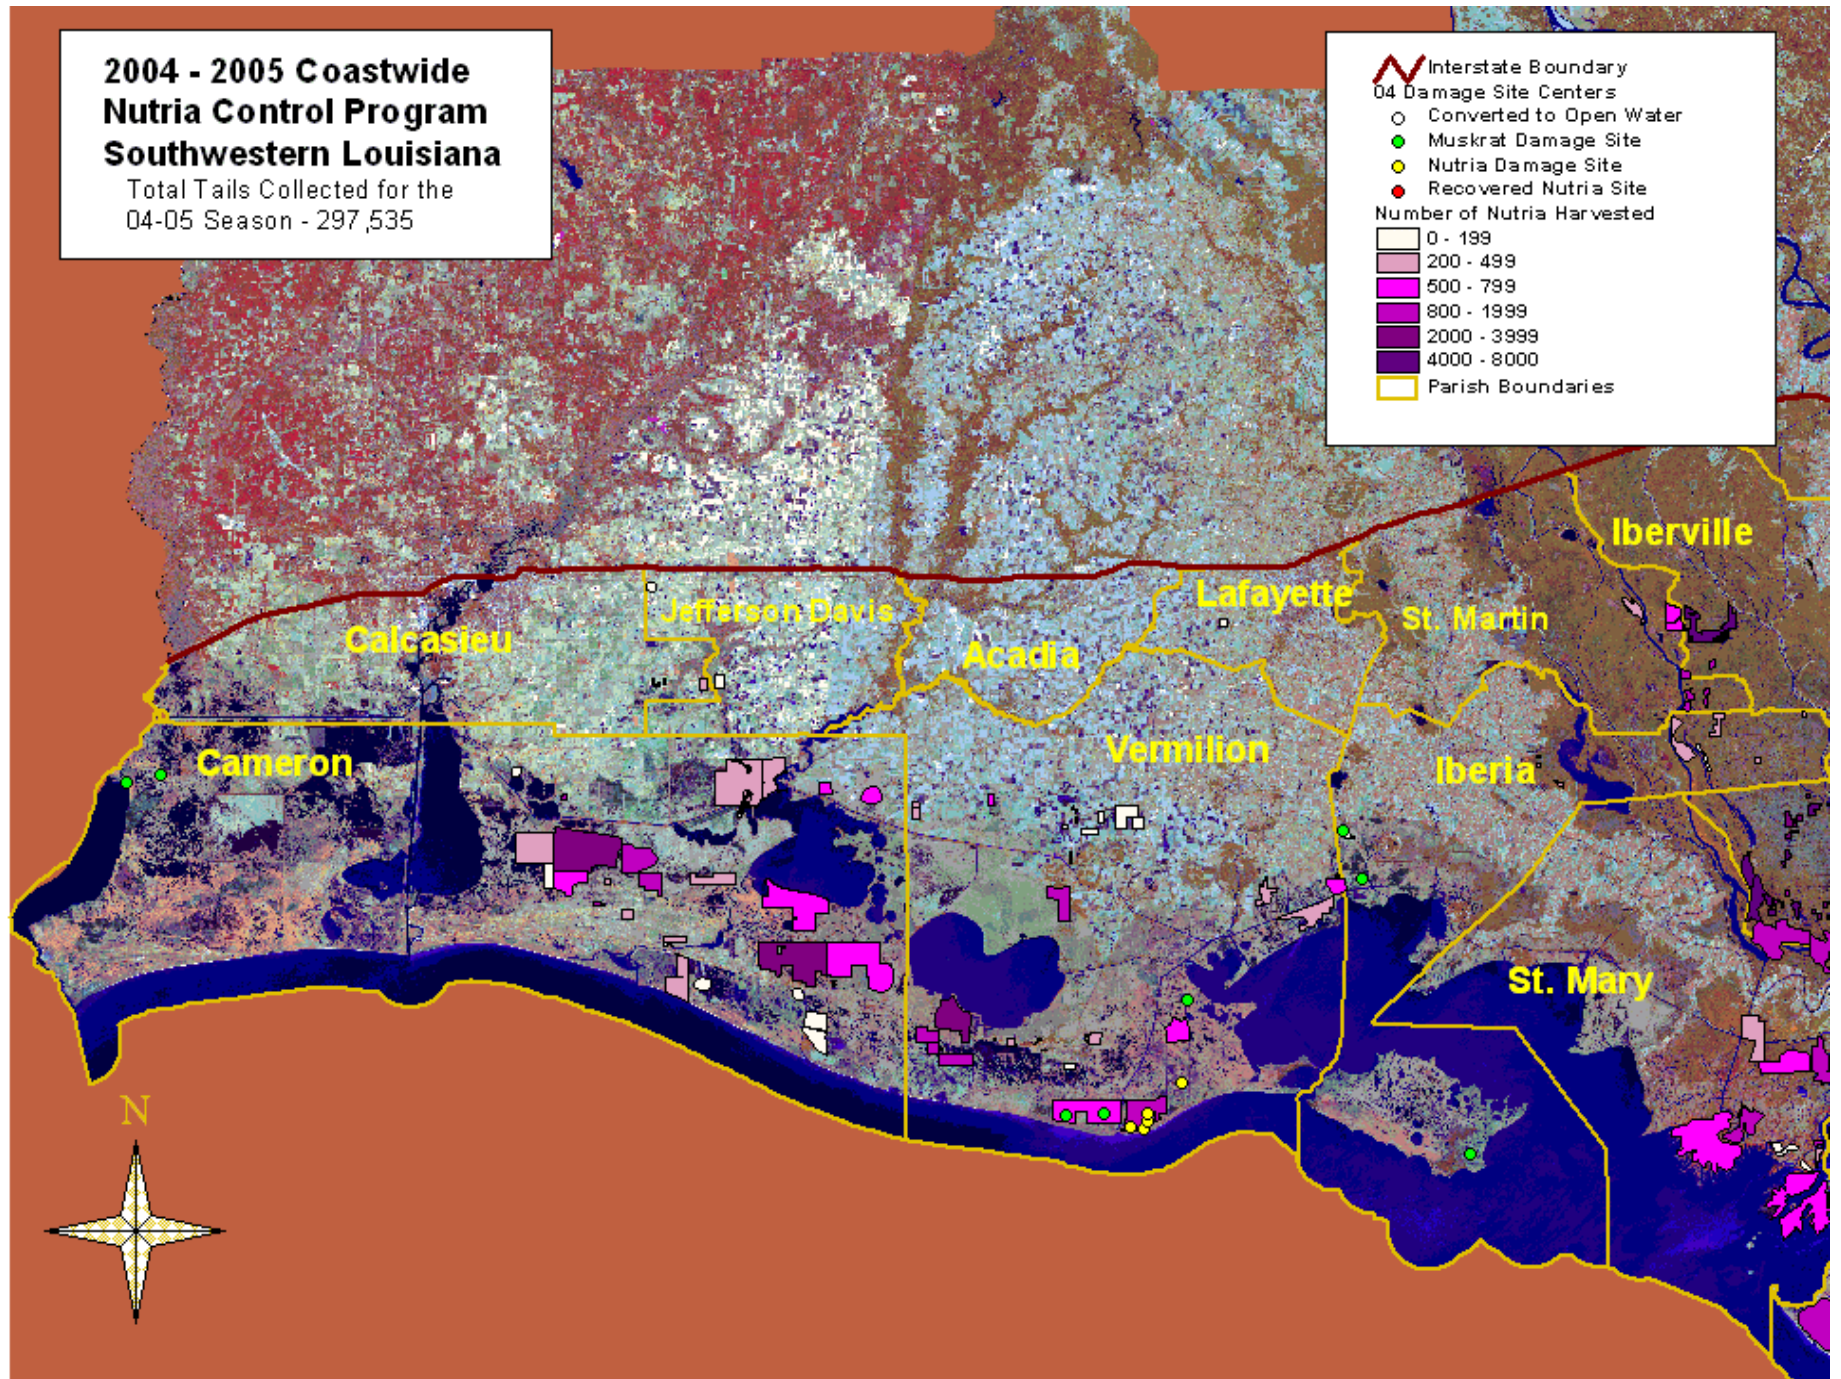 2004 - 2005 Coastwide
Nutria Control Program
Southwestern Louisiana
Total Tails Collected for the
04-05 Season - 297,535
Interstate Boundary
04 Damage Site Centers
Converted to Open Water
Muskrat Damage Site
Nutria Damage Site
Recovered Nutria Site
Number of Nutria Harvested
0 - 199
200 - 499
500 - 799
800 - 1999
2000 - 3999
4000 - 8000
Parish Boundaries
Iberville
Lafayette
Jefferson Davis
St. Martin
Calcasieu
Acadia
Vermilion
Cameron
Iberia
St. Mary
N